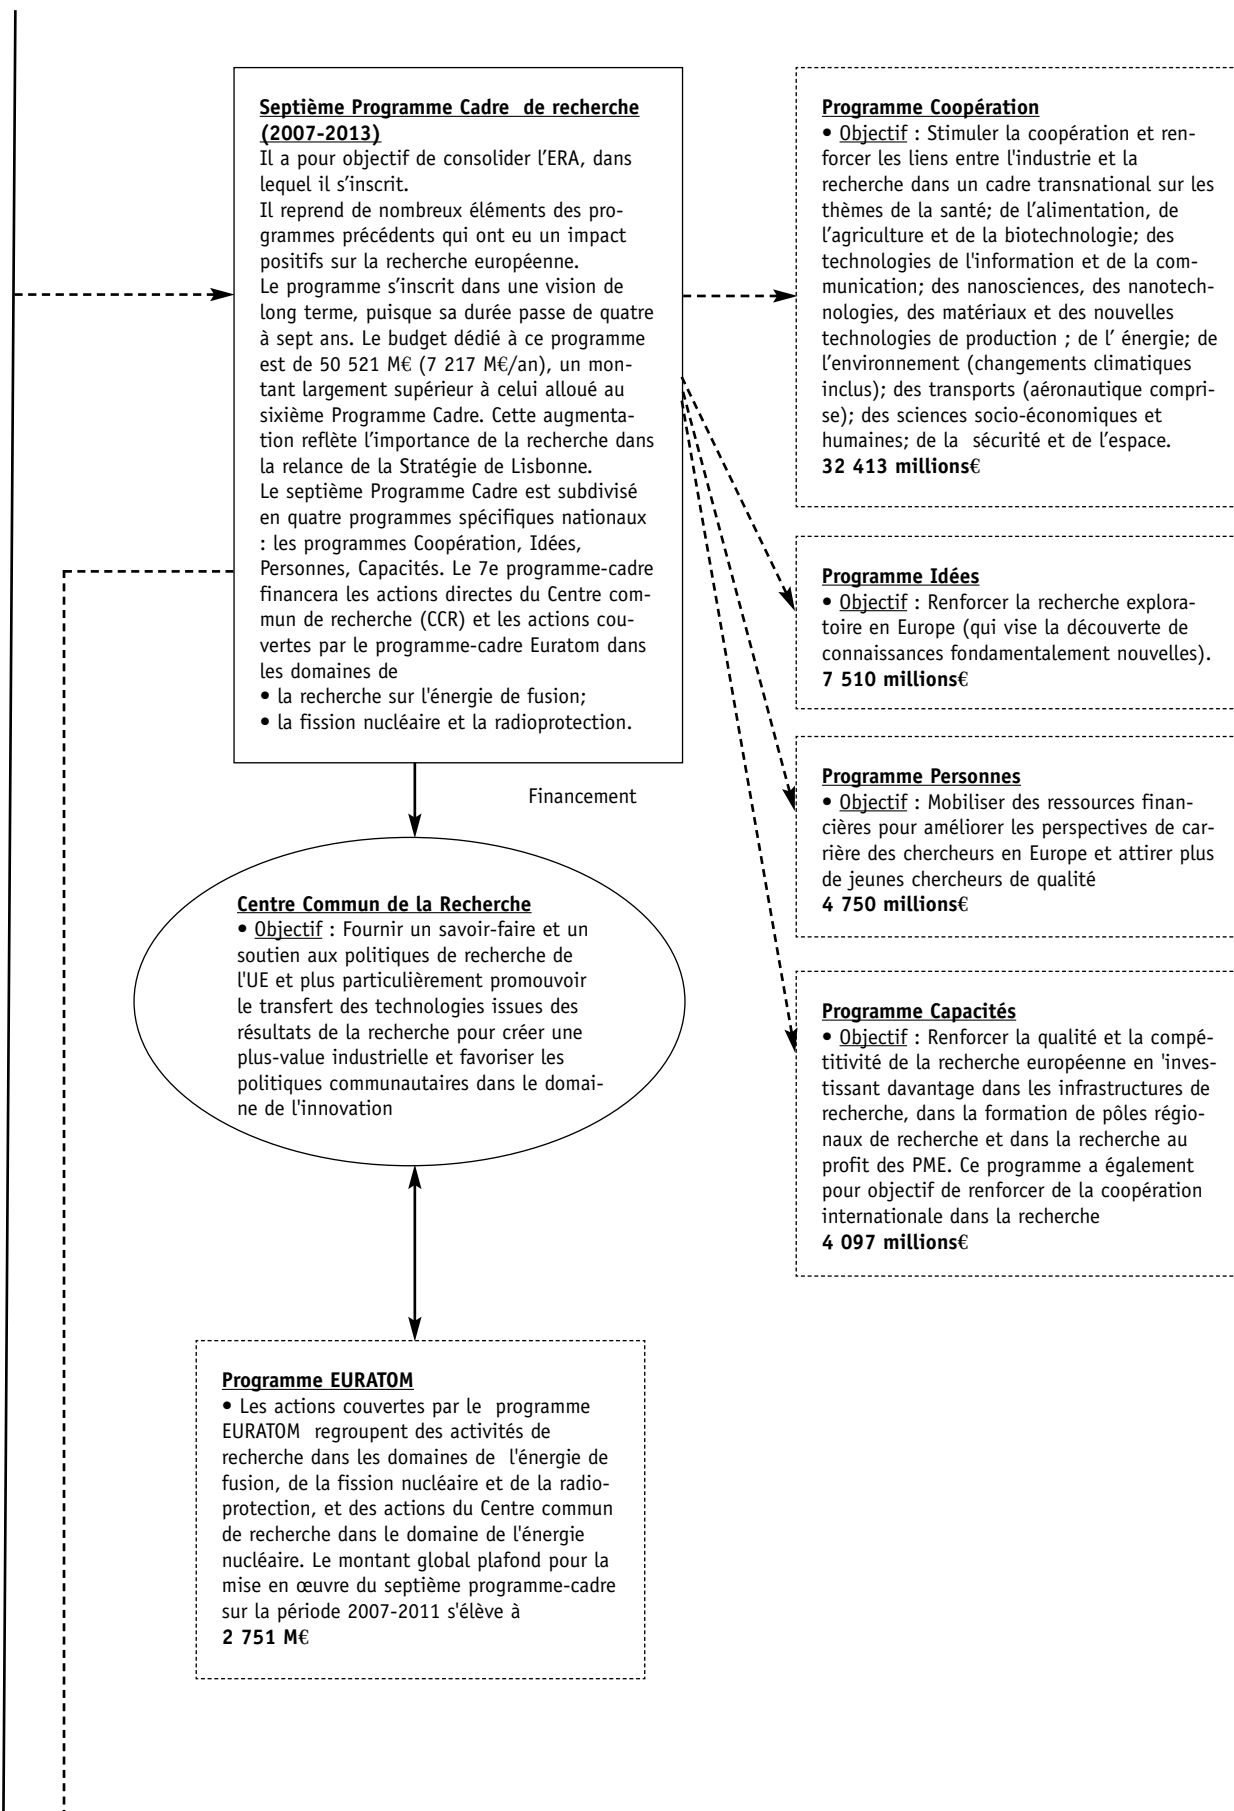 Septième Programme Cadre de recherche
(2007-2013)
Il a pour objectif de consolider l'ERA, dans
lequel il s'inscrit.
Il reprend de nombreux éléments des pro-
grammes précédents qui ont eu un impact
positifs sur la recherche européenne.
Le programme s'inscrit dans une vision de
long terme, puisque sa durée passe de quatre
à sept ans. Le budget dédié à ce programme
est de 50 521 M€ (7 217 M€/an), un mon-
tant largement supérieur à celui alloué au
sixième Programme Cadre. Cette augmenta-
tion reflète l'importance de la recherche dans
la relance de la Stratégie de Lisbonne.
Le septième Programme Cadre est subdivisé
en quatre programmes spécifiques nationaux
: les programmes Coopération, Idées,
Personnes, Capacités. Le 7e programme-cadre
financera les actions directes du Centre com-
mun de recherche (CCR) et les actions cou-
vertes par le programme-cadre Euratom dans
les domaines de
• la recherche sur l'énergie de fusion;
• la fission nucléaire et la radioprotection.
Financement
Centre Commun de la Recherche
• Objectif : Fournir un savoir-faire et un
soutien aux politiques de recherche de
l'UE et plus particulièrement promouvoir
le transfert des technologies issues des
résultats de la recherche pour créer une
plus-value industrielle et favoriser les
politiques communautaires dans le domai-
ne de l'innovation
Programme EURATOM
• Les actions couvertes par le programme
EURATOM regroupent des activités de
recherche dans les domaines de l'énergie de
fusion, de la fission nucléaire et de la radio-
protection, et des actions du Centre commun
de recherche dans le domaine de l'énergie
nucléaire. Le montant global plafond pour la
mise en œuvre du septième programme-cadre
sur la période 2007-2011 s'élève à
2 751 M€
Programme Coopération
• Objectif : Stimuler la coopération et ren-
forcer les liens entre l'industrie et la
recherche dans un cadre transnational sur les
thèmes de la santé; de l'alimentation, de
l'agriculture et de la biotechnologie; des
technologies de l'information et de la com-
munication; des nanosciences, des nanotech-
nologies, des matériaux et des nouvelles
technologies de production ; de l' énergie; de
l'environnement (changements climatiques
inclus); des transports (aéronautique compri-
se); des sciences socio-économiques et
humaines; de la sécurité et de l'espace.
32 413 millions€
Programme Idées
• Objectif : Renforcer la recherche explora-
toire en Europe (qui vise la découverte de
connaissances fondamentalement nouvelles).
7 510 millions€
Programme Personnes
• Objectif : Mobiliser des ressources finan-
cières pour améliorer les perspectives de car-
rière des chercheurs en Europe et attirer plus
de jeunes chercheurs de qualité
4 750 millions€
Programme Capacités
• Objectif : Renforcer la qualité et la compé-
titivité de la recherche européenne en 'inves-
tissant davantage dans les infrastructures de
recherche, dans la formation de pôles régio-
naux de recherche et dans la recherche au
profit des PME. Ce programme a également
pour objectif de renforcer de la coopération
internationale dans la recherche
4 097 millions€